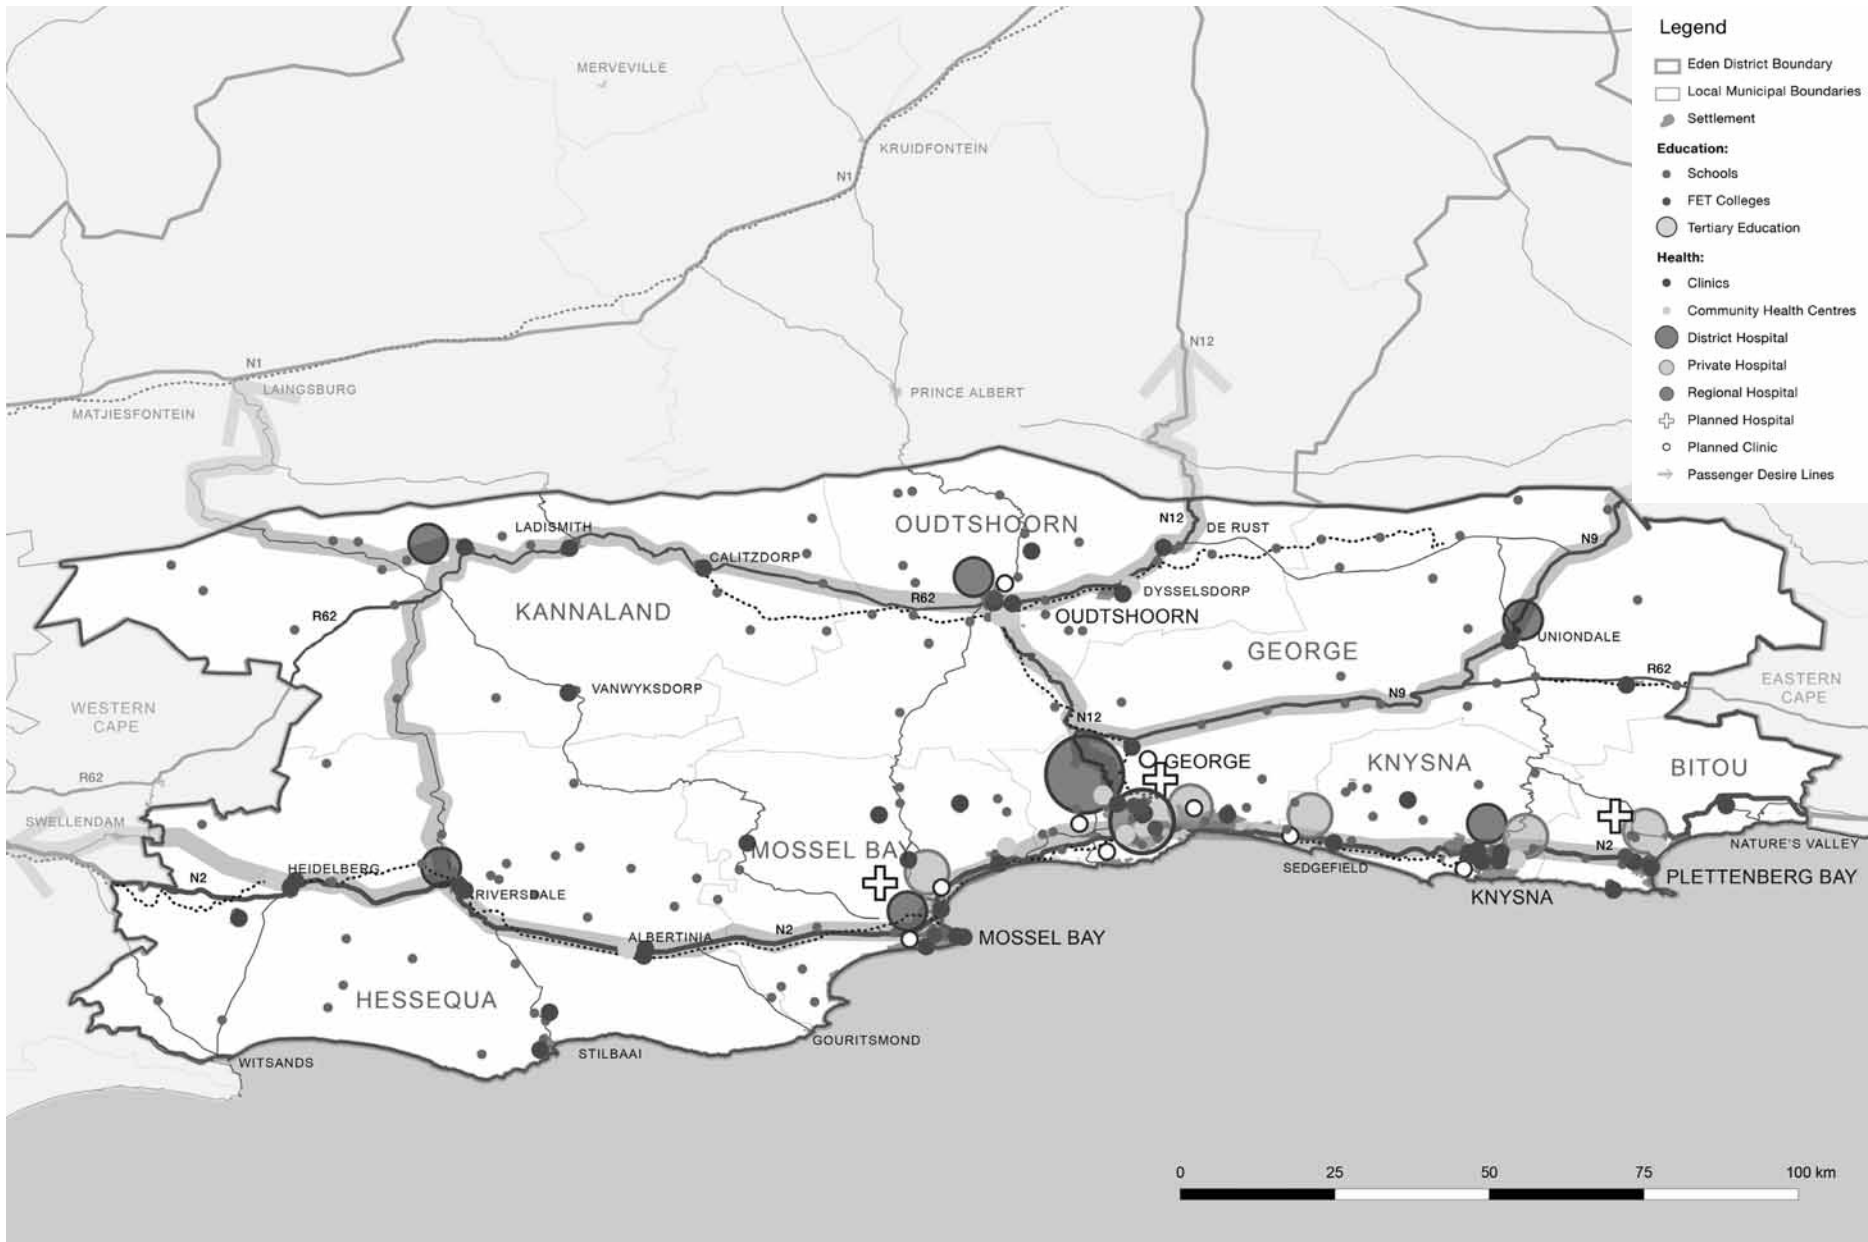 Legend
Eden District Boundary
Local Municipal Boundaries
Settlement
Education:
Schools
FET Colleges
Tertiary Education
Health:
Clinics
Community Health Centres
District Hospital
Private Hospital
Regional Hospital
Planned Hospital
Planned Clinic
Passenger Desire Lines
MERVEVILLE
KRUIDFONTEIN
N1
N12
N1
LAINGSBURG
MATJIESFONTEIN
PRINCE ALBERT
LADISMITH
OUDTSHOORN
N12
DE RUST
N9
CALITZDORP
R62
DYSSELSDORP
KANNALAND
R62
OUDTSHOORN
UNIONDALE
GEORGE
R62
EASTERN
CAPE
VANWYKSDORP
N9
WESTERN
CAPE
N12
GEORGE
KNYSNA
BITOU
R62
SWELLENDAM
MOSSEL BAY
N2
NATURE'S VALLEY
HEIDELBERG
N2
SEDGEFIELD
PLETTENBERG BAY
RIVERSDALE
KNYSNA
N2
ALBERTINIA
MOSSEL BAY
HESSEQUA
GOURITSMOND
STILBAAI
WITSANDS
0 25 50 75 100 km